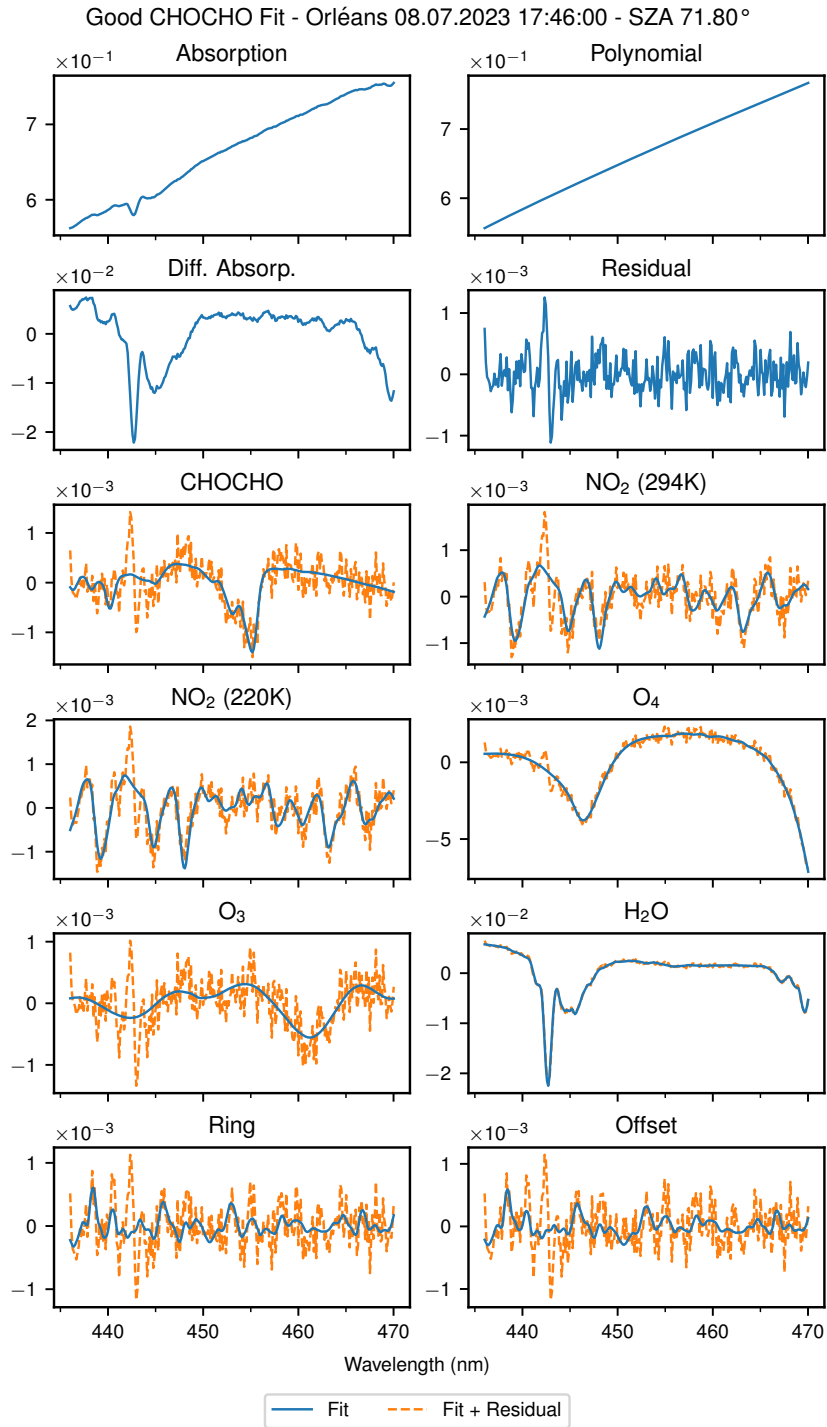 Good CHOCHO Fit - Orléans 08.07.2023 17:46:00 - SZA 71.80°
Absorption
Polynomial
×10⁻¹
×10⁻¹
7
6
7
6
Diff. Absorp.
Residual
×10⁻²
×10⁻³
0
−1
−2
1
0
−1
CHOCHO
NO₂ (294K)
×10⁻³
×10⁻³
1
0
−1
1
0
−1
NO₂ (220K)
O₄
×10⁻³
×10⁻³
2
1
0
−1
0
−5
O₃
H₂O
×10⁻³
×10⁻²
1
0
−1
0
−1
−2
Ring
Offset
×10⁻³
×10⁻³
1
0
−1
1
0
−1
440 450 460 470
440 450 460 470
Wavelength (nm)
Fit Fit + Residual